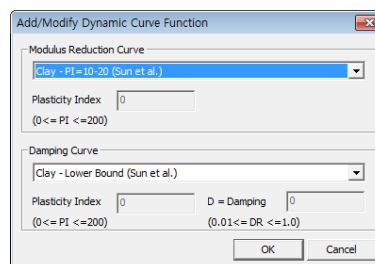 Add/Modify Dynamic Curve Function
Modulus Reduction Curve
Clay - PI=10-20 (Sun et al.)
Plasticity Index 0
(0<= PI <=200)
Damping Curve
Clay - Lower Bound (Sun et al.)
Plasticity Index 0 D = Damping 0
(0<= PI <=200) (0.01<= DR <=1.0)
OK Cancel